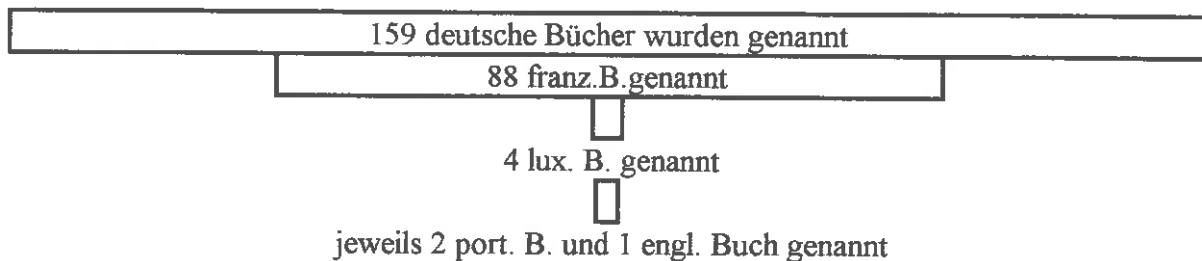 159 deutsche Bücher wurden genannt
88 franz.B.genannt
4 lux. B. genannt
jeweils 2 port. B. und 1 engl. Buch genannt